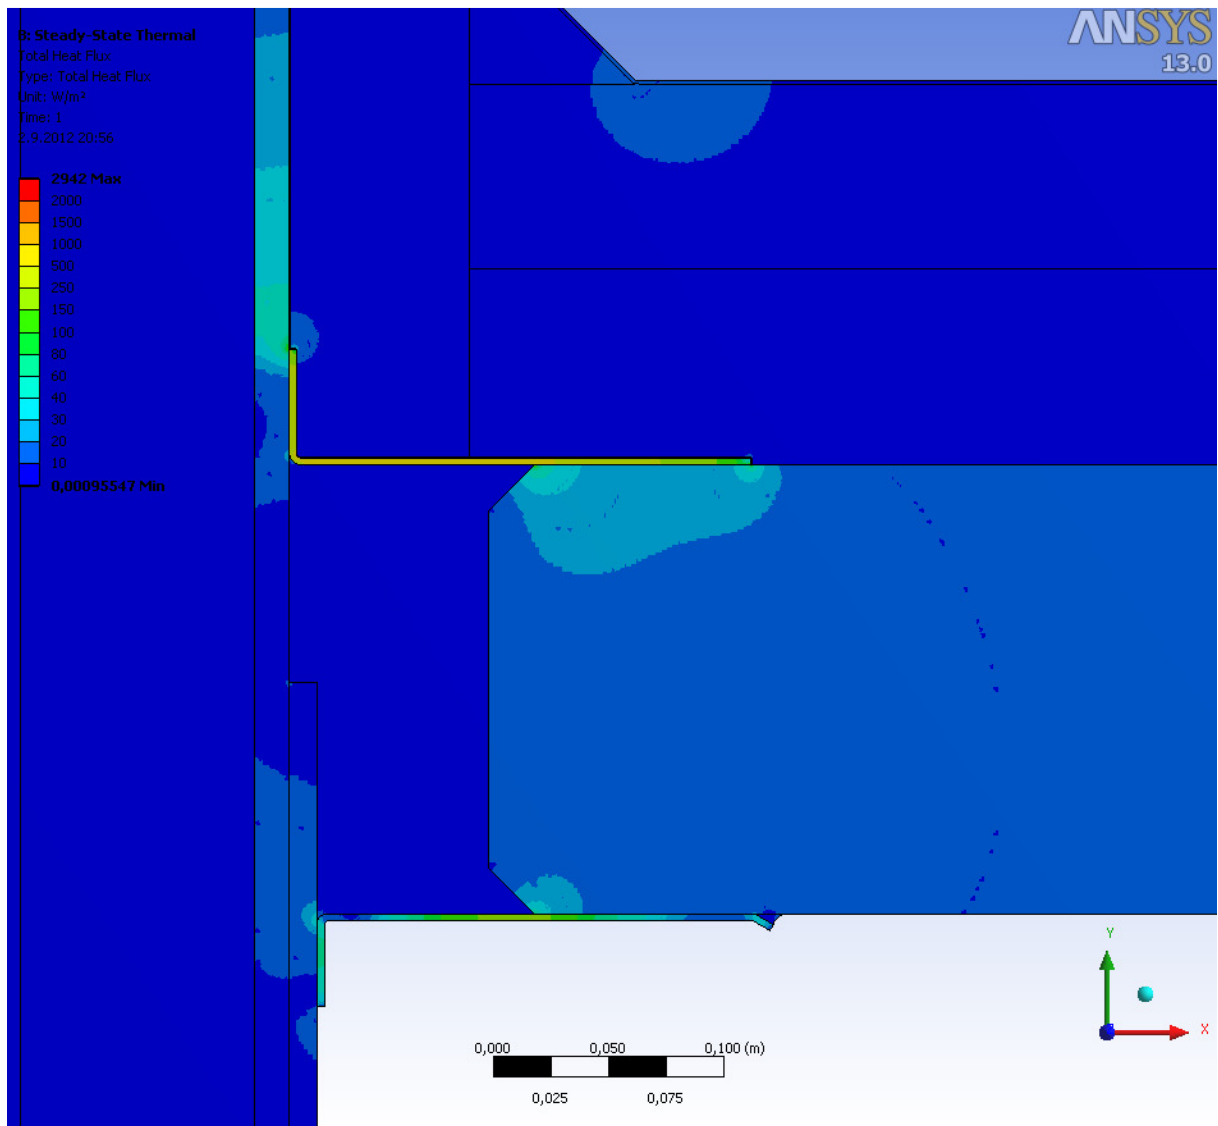 B: Steady-State Thermal
Total Heat Flux
Type: Total Heat Flux
Unit: W/m²
Time: 1
2.9.2012 20:56
2942 Max
2000
1500
1000
500
250
150
100
80
60
40
30
20
10
0,00095547 Min
ANSYS
13.0
Y
X
0,000 0,050 0,100 (m)
0,025 0,075